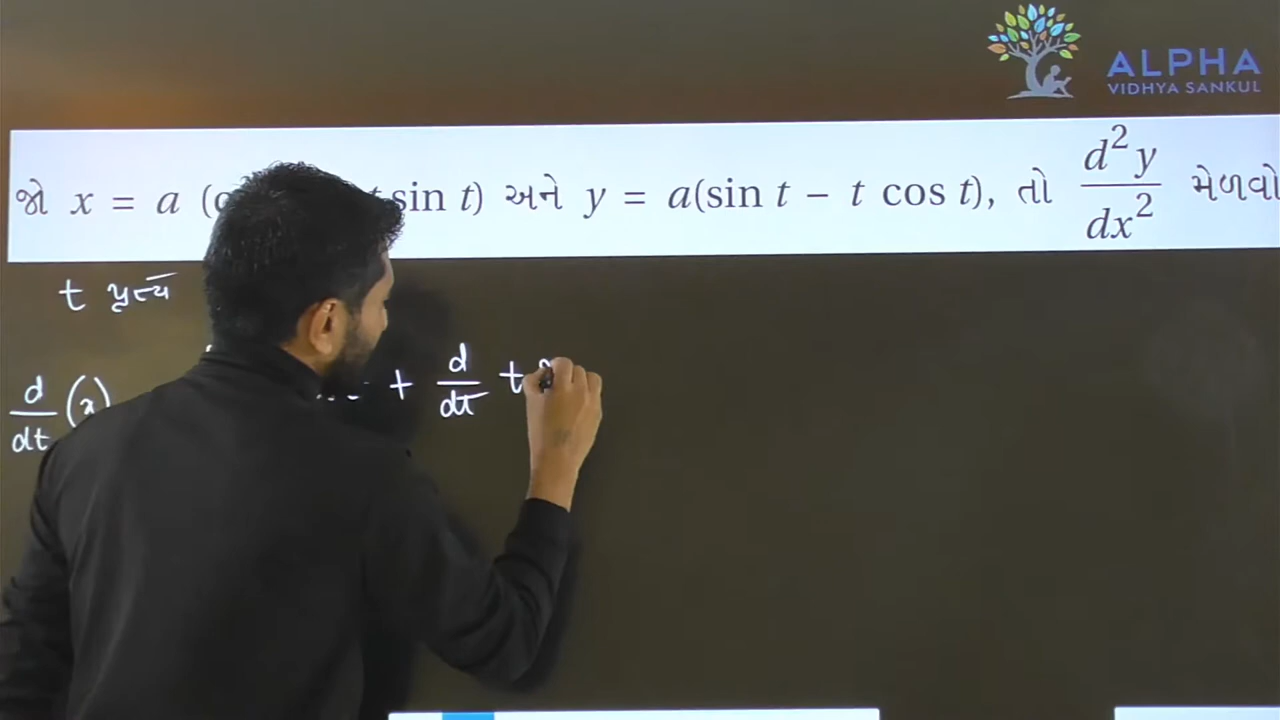 ALPHA
VIDHYA SANKUL
જો x = a ( sin t) અને y = a(sin t − t cos t), તો d²y/dx² મેળવો
t પ્રત્યે
d/dt (x) + d/dt t